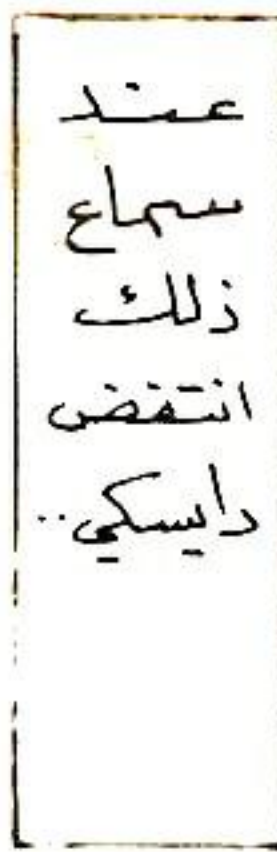 عند
سماع
ذلك
انتفض
دايسكي..